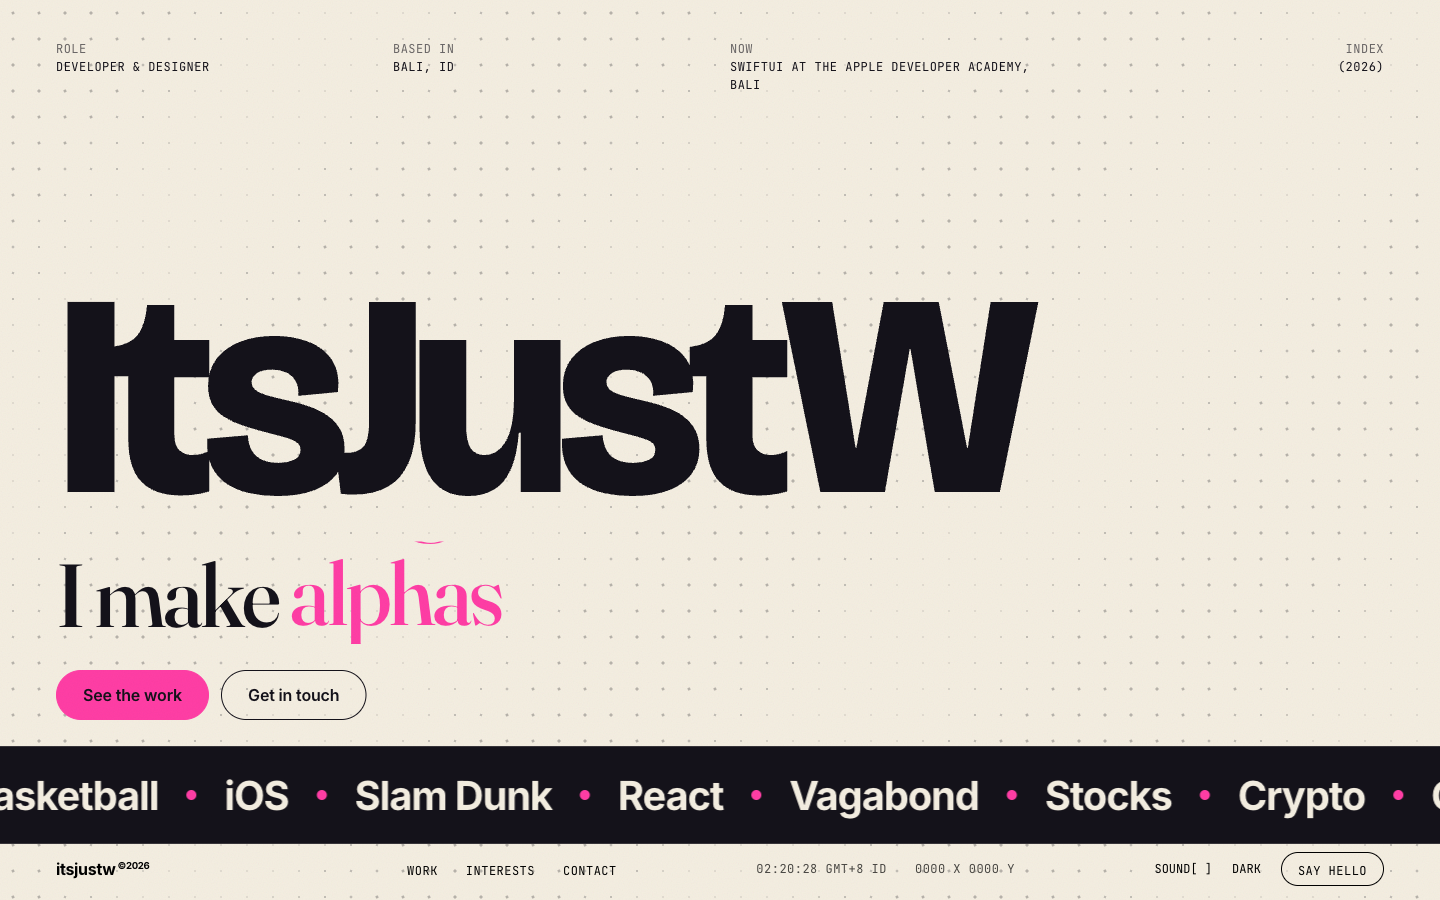 ROLE
DEVELOPER & DESIGNER
BASED IN
BALI, ID
NOW
SWIFTUI AT THE APPLE DEVELOPER ACADEMY,
BALI
INDEX
(2026)
ItsJustW
I make alphas
See the work
Get in touch
asketball • iOS • Slam Dunk • React • Vagabond • Stocks • Crypto •
itsjustw ©2026
WORK
INTERESTS
CONTACT
02:20:28 GMT+8 ID
0000 X 0000 Y
SOUND[ ]
DARK
SAY HELLO